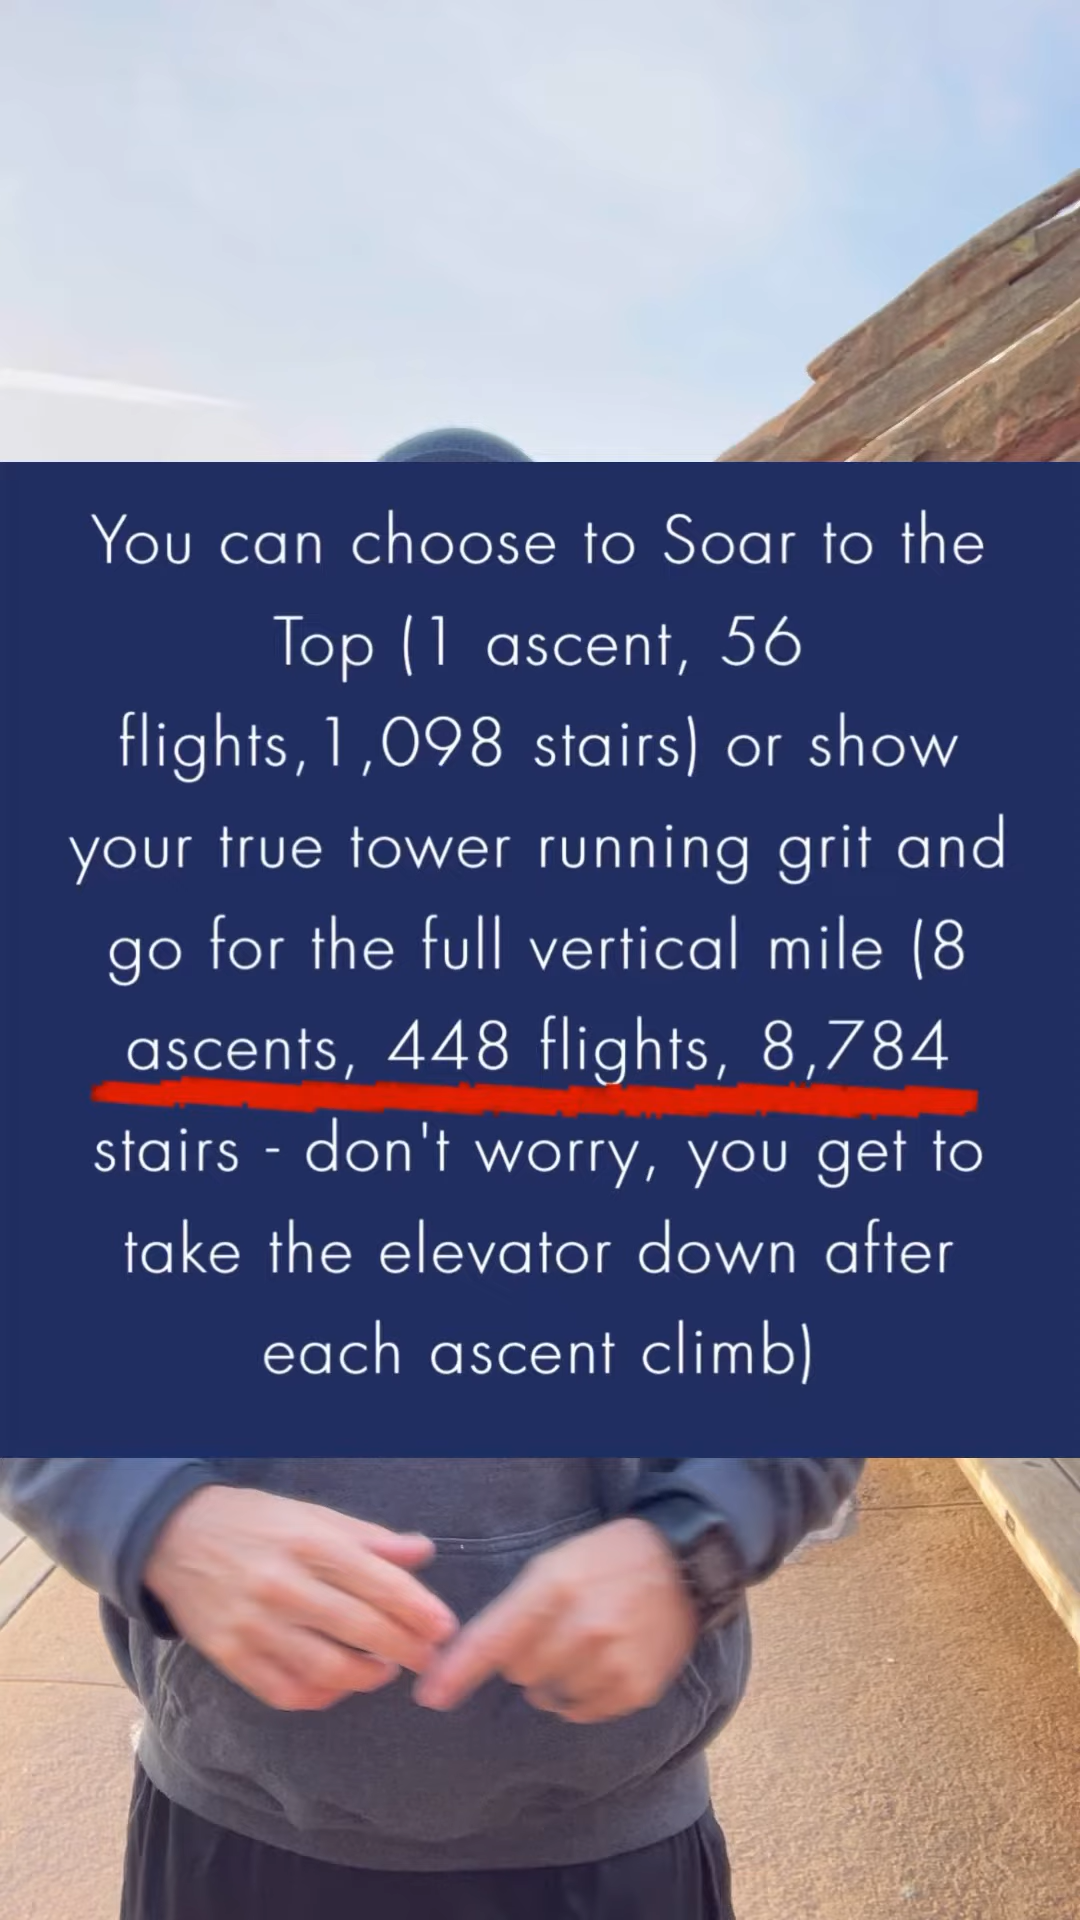 You can choose to Soar to the
Top (1 ascent, 56
flights,1,098 stairs) or show
your true tower running grit and
go for the full vertical mile (8
ascents, 448 flights, 8,784
stairs - don't worry, you get to
take the elevator down after
each ascent climb)